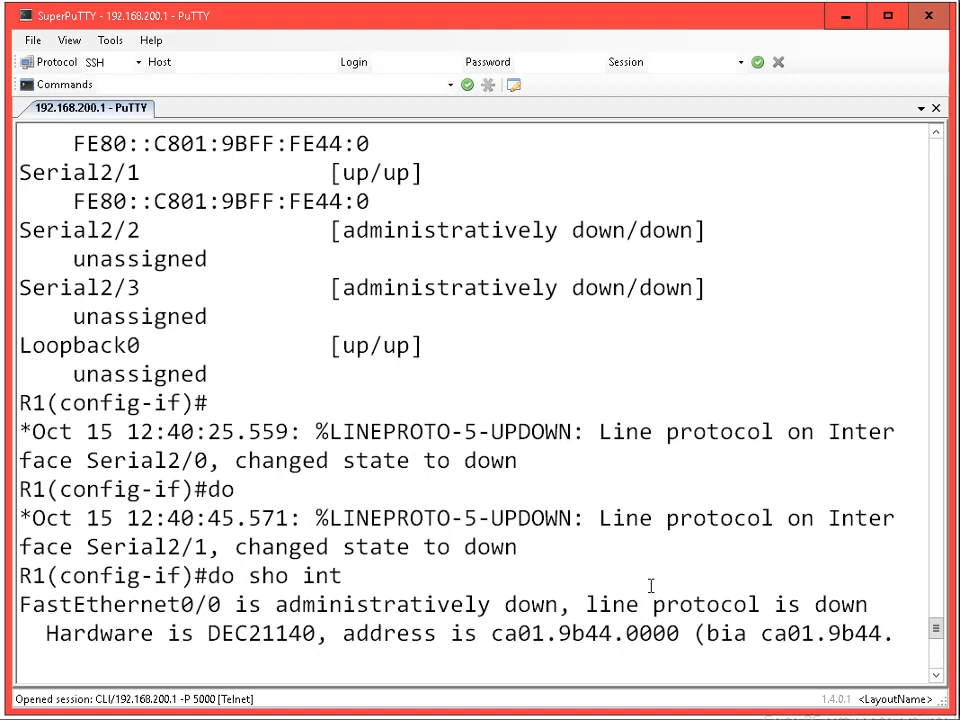 SuperPuTTY - 192.168.200.1 - PuTTY
File View Tools Help
Protocol SSH Host Login Password Session
Commands
192.168.200.1 - PuTTY
FE80::C801:9BFF:FE44:0
Serial2/1 [up/up]
FE80::C801:9BFF:FE44:0
Serial2/2 [administratively down/down]
unassigned
Serial2/3 [administratively down/down]
unassigned
Loopback0 [up/up]
unassigned
R1(config-if)#
*Oct 15 12:40:25.559: %LINEPROTO-5-UPDOWN: Line protocol on Inter
face Serial2/0, changed state to down
R1(config-if)#do
*Oct 15 12:40:45.571: %LINEPROTO-5-UPDOWN: Line protocol on Inter
face Serial2/1, changed state to down
R1(config-if)#do sho int
FastEthernet0/0 is administratively down, line protocol is down
Hardware is DEC21140, address is ca01.9b44.0000 (bia ca01.9b44.
Opened session: CLI/192.168.200.1 -P 5000 [Telnet] 1.4.0.1 <LayoutName>